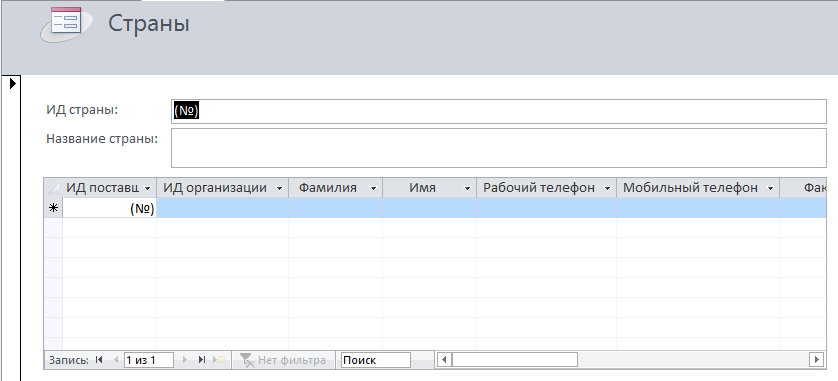 Страны
ИД страны: (№)
Название страны:
ИД поставщ ИД организации Фамилия Имя Рабочий телефон Мобильный телефон Фак
(№)
Запись: 1 из 1 Нет фильтра Поиск